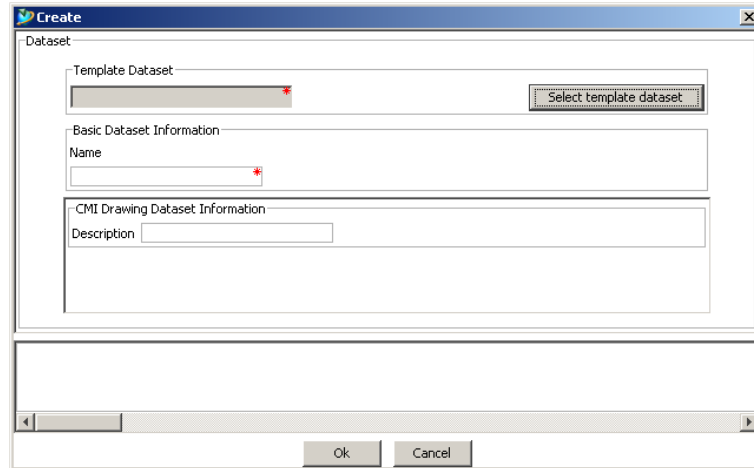 Create
Dataset
Template Dataset
*
Select template dataset
Basic Dataset Information
Name
*
CMI Drawing Dataset Information
Description
Ok
Cancel